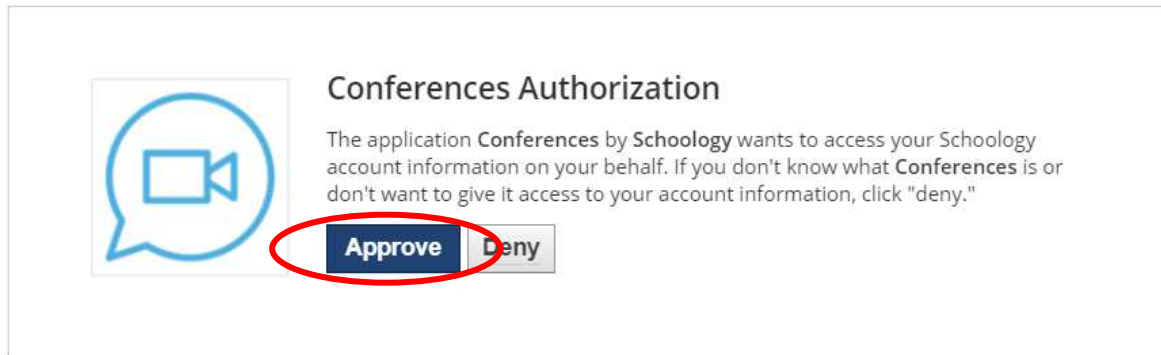 Conferences Authorization
The application Conferences by Schoology wants to access your Schoology
account information on your behalf. If you don't know what Conferences is or
don't want to give it access to your account information, click "deny."
Approve Deny